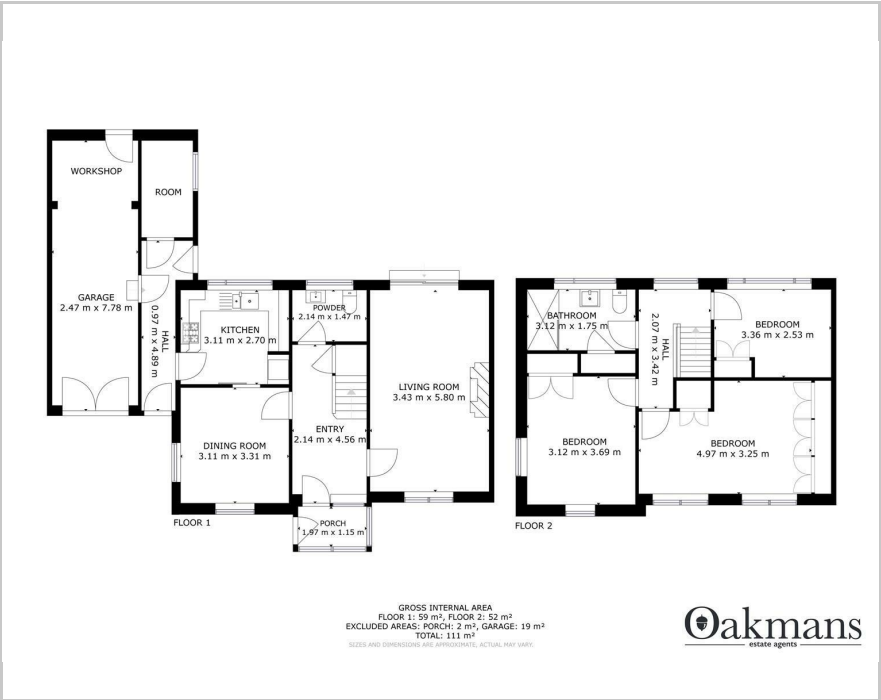 WORKSHOP
ROOM
GARAGE
2.47 m x 7.78 m
HALL
0.97 m x 4.89 m
KITCHEN
3.11 m x 2.70 m
POWDER
2.14 m x 1.47 m
LIVING ROOM
3.43 m x 5.80 m
DINING ROOM
3.11 m x 3.31 m
ENTRY
2.14 m x 4.56 m
PORCH
1.97 m x 1.15 m
FLOOR 1
BATHROOM
3.12 m x 1.75 m
HALL
2.07 m x 3.42 m
BEDROOM
3.36 m x 2.53 m
BEDROOM
3.12 m x 3.69 m
BEDROOM
4.97 m x 3.25 m
FLOOR 2
GROSS INTERNAL AREA
FLOOR 1: 59 m², FLOOR 2: 52 m²
EXCLUDED AREAS: PORCH: 2 m², GARAGE: 19 m²
TOTAL: 111 m²
SIZES AND DIMENSIONS ARE APPROXIMATE, ACTUAL MAY VARY.
Oakmans
estate agents